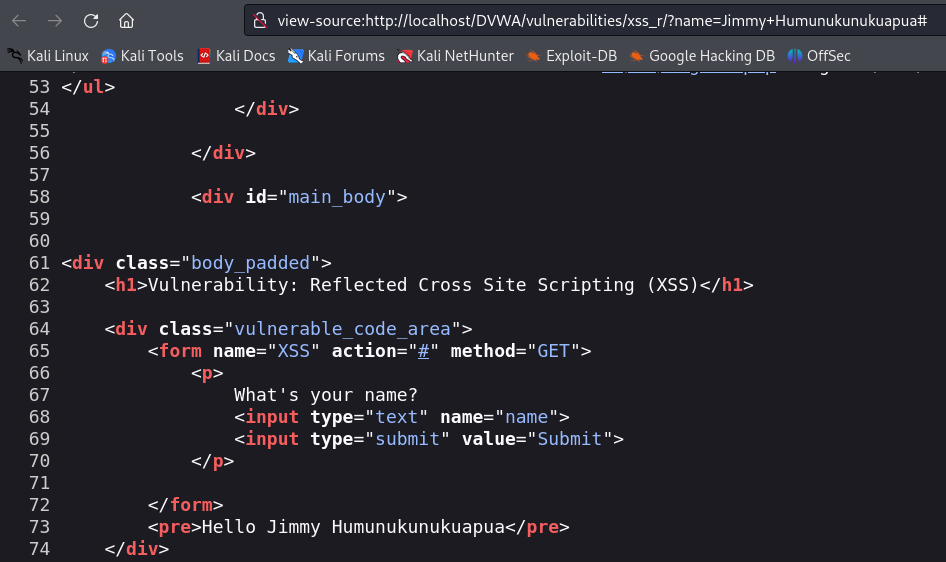 view-source:http://localhost/DVWA/vulnerabilities/xss_r/?name=Jimmy+Humunukunukuapua#
Kali Linux Kali Tools Kali Docs Kali Forums Kali NetHunter Exploit-DB Google Hacking DB OffSec
53 </ul>
54 </div>
55
56 </div>
57
58 <div id="main_body">
59
60
61 <div class="body_padded">
62 <h1>Vulnerability: Reflected Cross Site Scripting (XSS)</h1>
63
64 <div class="vulnerable_code_area">
65 <form name="XSS" action="#" method="GET">
66 <p>
67 What's your name?
68 <input type="text" name="name">
69 <input type="submit" value="Submit">
70 </p>
71
72 </form>
73 <pre>Hello Jimmy Humunukunukuapua</pre>
74 </div>